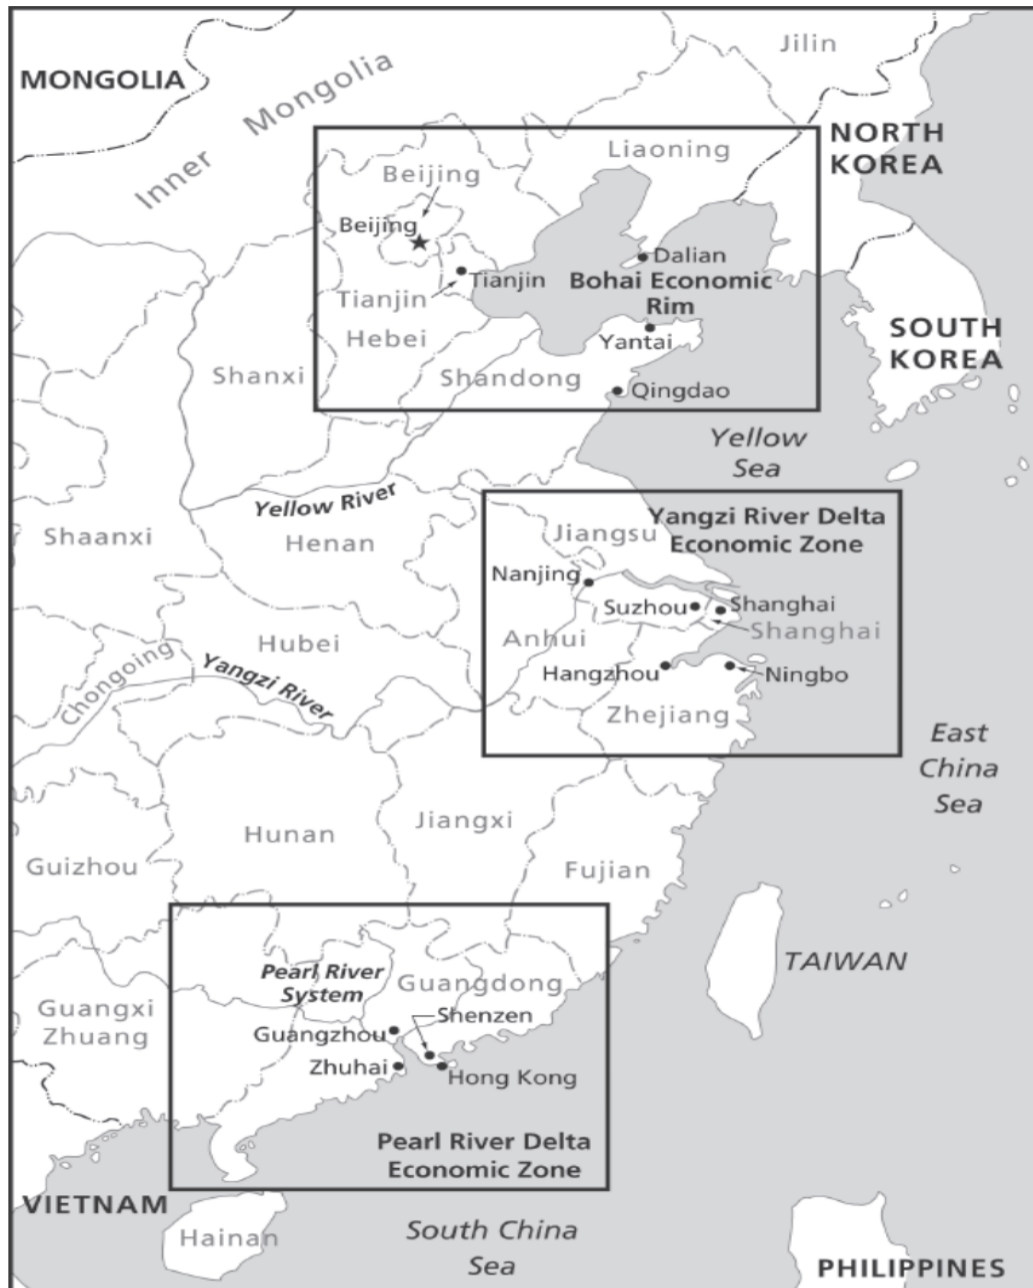 Jilin
MONGOLIA
Inner Mongolia
NORTH
KOREA
Liaoning
Beijing
Beijing
Dalian
Tianjin
Bohai Economic
Rim
Tianjin
Hebei
Yantai
SOUTH
KOREA
Shanxi
Shandong
Qingdao
Yellow
Sea
Yellow River
Shaanxi
Henan
Jiangsu
Yangzi River Delta
Economic Zone
Nanjing
Suzhou
Shanghai
Shanghai
Anhui
Hubei
Chongoing
Yangzi River
Hangzhou
Ningbo
Zhejiang
East
China
Sea
Hunan
Jiangxi
Guizhou
Fujian
TAIWAN
Pearl River
System
Guangdong
Guangxi
Zhuang
Shenzen
Guangzhou
Zhuhai
Hong Kong
Pearl River Delta
Economic Zone
VIETNAM
Hainan
South China
Sea
PHILIPPINES